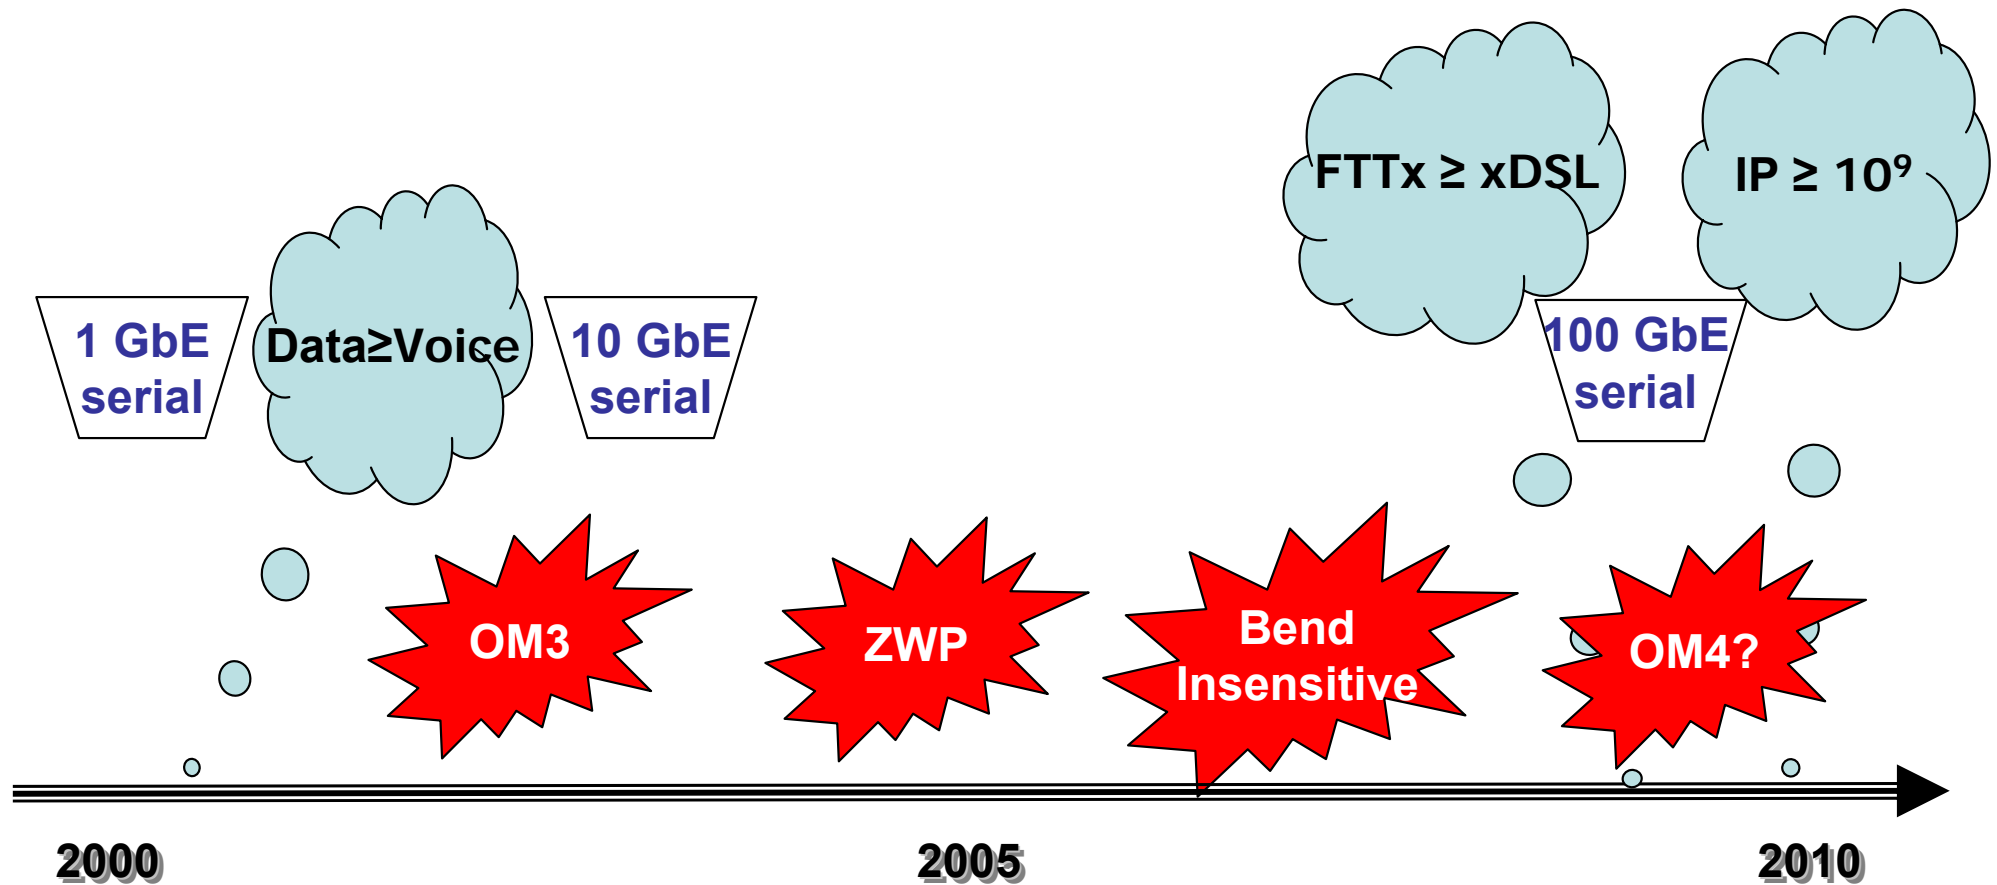 FTTx ≥ xDSL
IP ≥ 10⁹
1 GbE
serial
Data≥Voice
10 GbE
serial
100 GbE
serial
OM3
ZWP
Bend
Insensitive
OM4?
2000
2005
2010